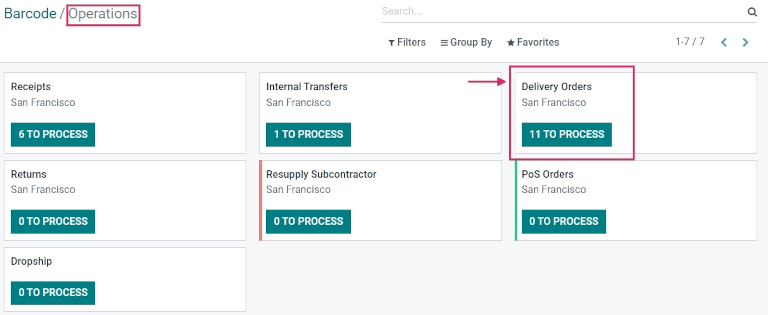 Barcode / Operations
Search...
Filters Group By Favorites 1-7 / 7
Receipts
San Francisco
6 TO PROCESS
Internal Transfers
San Francisco
1 TO PROCESS
Delivery Orders
San Francisco
11 TO PROCESS
Returns
San Francisco
0 TO PROCESS
Resupply Subcontractor
San Francisco
0 TO PROCESS
PoS Orders
San Francisco
0 TO PROCESS
Dropship
0 TO PROCESS